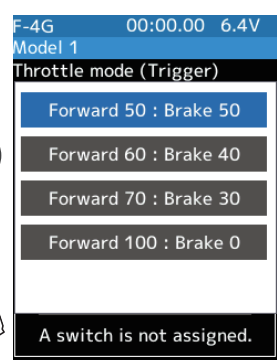 F-4G 00:00.00 6.4V
Model 1
Throttle mode (Trigger)
Forward 50 : Brake 50
Forward 60 : Brake 40
Forward 70 : Brake 30
Forward 100 : Brake 0
A switch is not assigned.